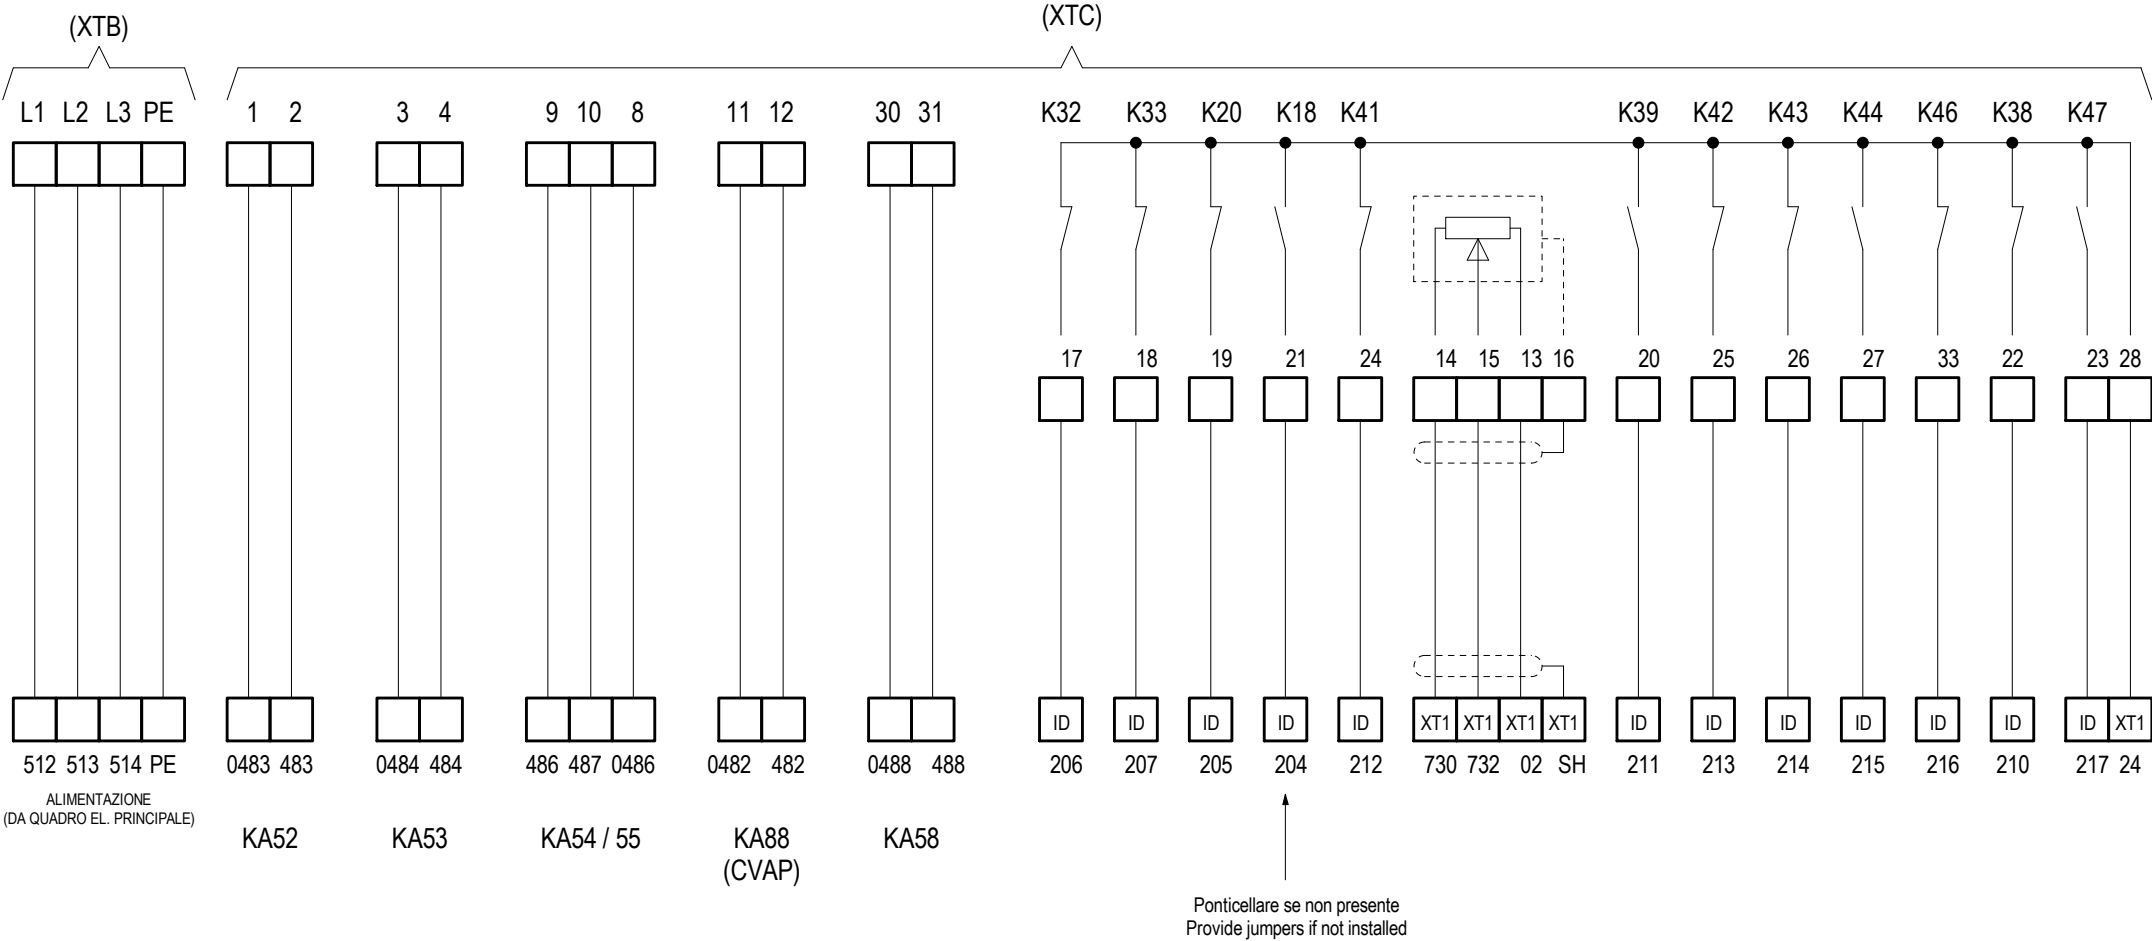 (XTB) (XTC)
L1 L2 L3 PE 1 2 3 4 9 10 8 11 12 30 31 K32 K33 K20 K18 K41 K39 K42 K43 K44 K46 K38 K47
17 18 19 21 24 14 15 13 16 20 25 26 27 33 22 23 28
ID ID ID ID ID XT1 XT1 XT1 XT1 ID ID ID ID ID ID ID XT1
512 513 514 PE 0483 483 0484 484 486 487 0486 0482 482 0488 488 206 207 205 204 212 730 732 02 SH 211 213 214 215 216 210 217 24
ALIMENTAZIONE
(DA QUADRO EL. PRINCIPALE)
KA52 KA53 KA54 / 55 KA88 KA58
(CVAP)
Ponticellare se non presente
Provide jumpers if not installed